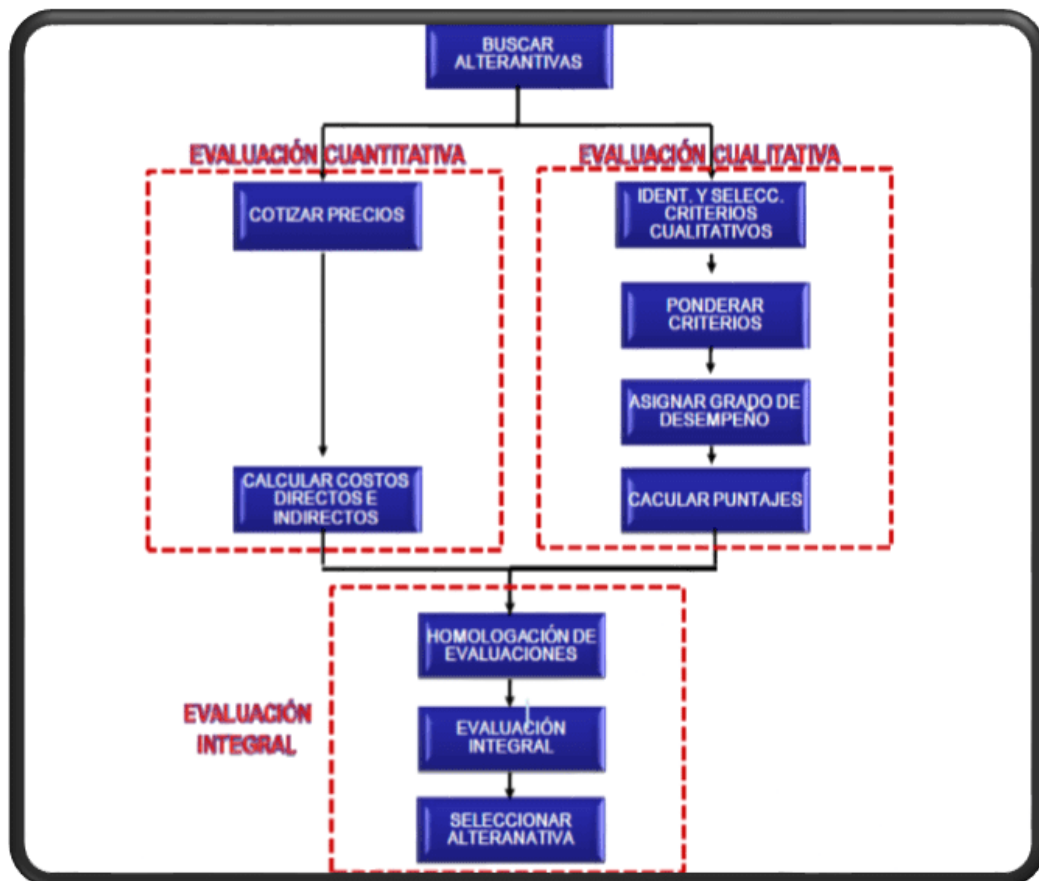 BUSCAR
ALTERANTIVAS
EVALUACIÓN CUANTITATIVA
COTIZAR PRECIOS
CALCULAR COSTOS
DIRECTOS E
INDIRECTOS
EVALUACIÓN CUALITATIVA
IDENT. Y SELECC.
CRITERIOS
CUALITATIVOS
PONDERAR
CRITERIOS
ASIGNAR GRADO DE
DESEMPEÑO
CACULAR PUNTAJES
EVALUACIÓN
INTEGRAL
HOMOLOGACIÓN DE
EVALUACIONES
EVALUACIÓN
INTEGRAL
SELECCIONAR
ALTERANATIVA